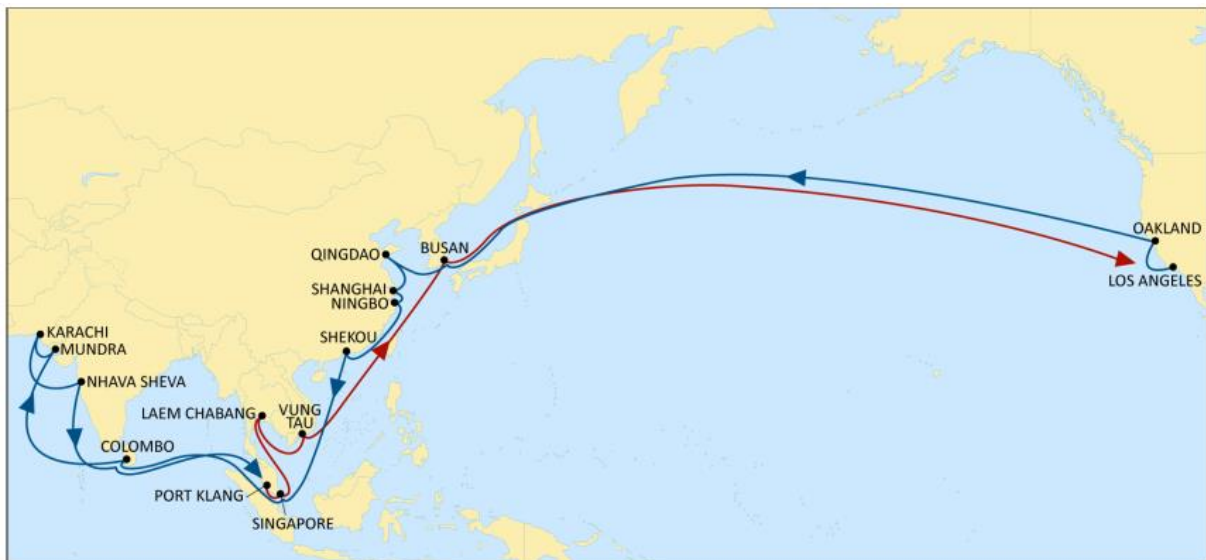 OAKLAND
QINGDAO
BUSAN
LOS ANGELES
SHANGHAI
NINGBO
KARACHI
SHEKOU
MUNDRA
NHAVA SHEVA
LAEM CHABANG
VUNG
TAU
COLOMBO
PORT KLANG
SINGAPORE